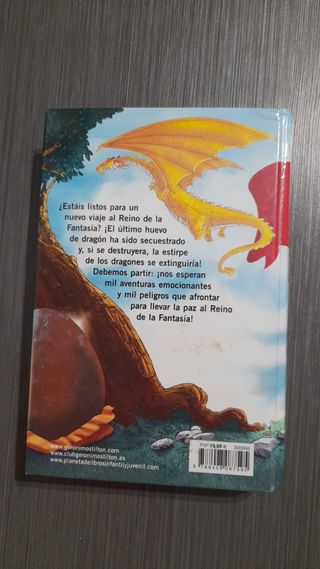 ¿Estáis listos para un
nuevo viaje al Reino de la
Fantasía? ¡El último huevo
de dragón ha sido secuestrado
y, si se destruyera, la estirpe
de los dragones se extinguiría!
Debemos partir: ¡nos esperan
mil aventuras emocionantes
y mil peligros que afrontar
para llevar la paz al Reino
de la Fantasía!
www.geronimostilton.com
www.clubgeronimostilton.es
www.planetadelibrosinfantilyjuvenil.com
PVP